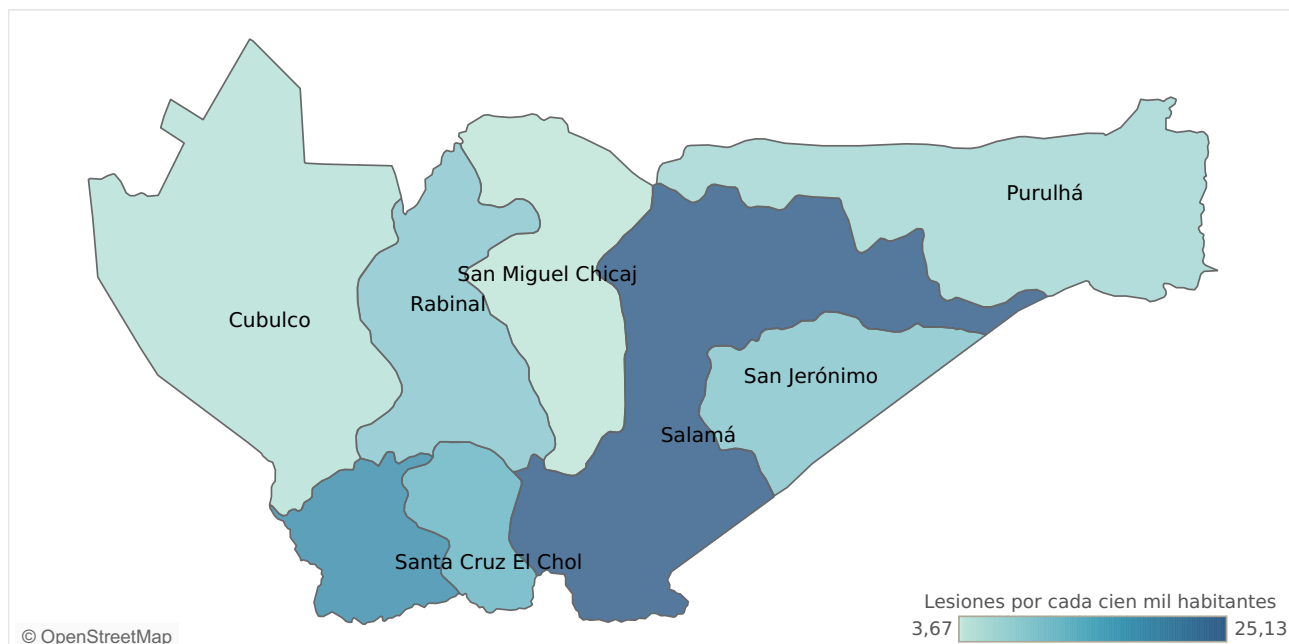 Purulhá
San Miguel Chicaj
Rabinal
Cubulco
San Jerónimo
Salamá
Santa Cruz El Chol
Lesiones por cada cien mil habitantes
3,67
25,13
© OpenStreetMap